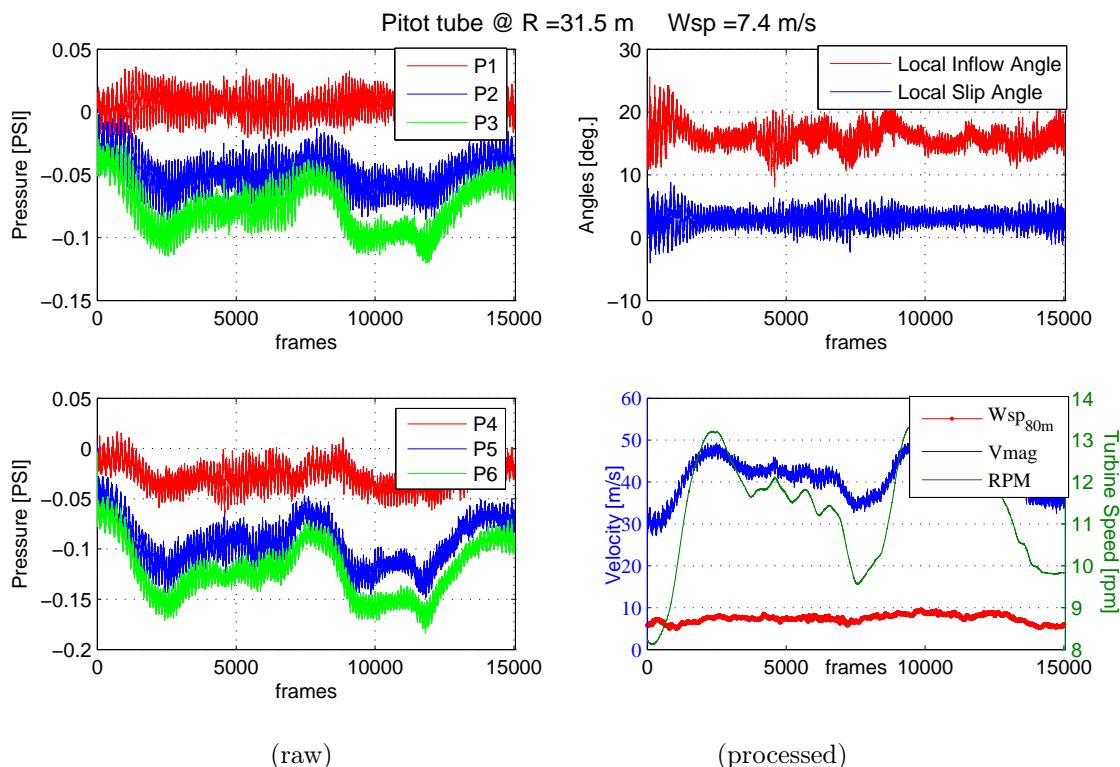 Pitot tube @ R =31.5 m Wsp =7.4 m/s
0.05
0
−0.05
−0.1
−0.15
Pressure [PSI]
0 5000 10000 15000
frames
P1
P2
P3
30
20
10
0
−10
Angles [deg.]
0 5000 10000 15000
frames
Local Inflow Angle
Local Slip Angle
0.05
0
−0.05
−0.1
−0.15
−0.2
Pressure [PSI]
0 5000 10000 15000
frames
P4
P5
P6
60
50
40
30
20
10
0
Velocity [m/s]
0 5000 10000 15000
frames
Wsp80m
Vmag
RPM
14
13
12
11
10
9
8
Turbine Speed [rpm]
(raw) (processed)